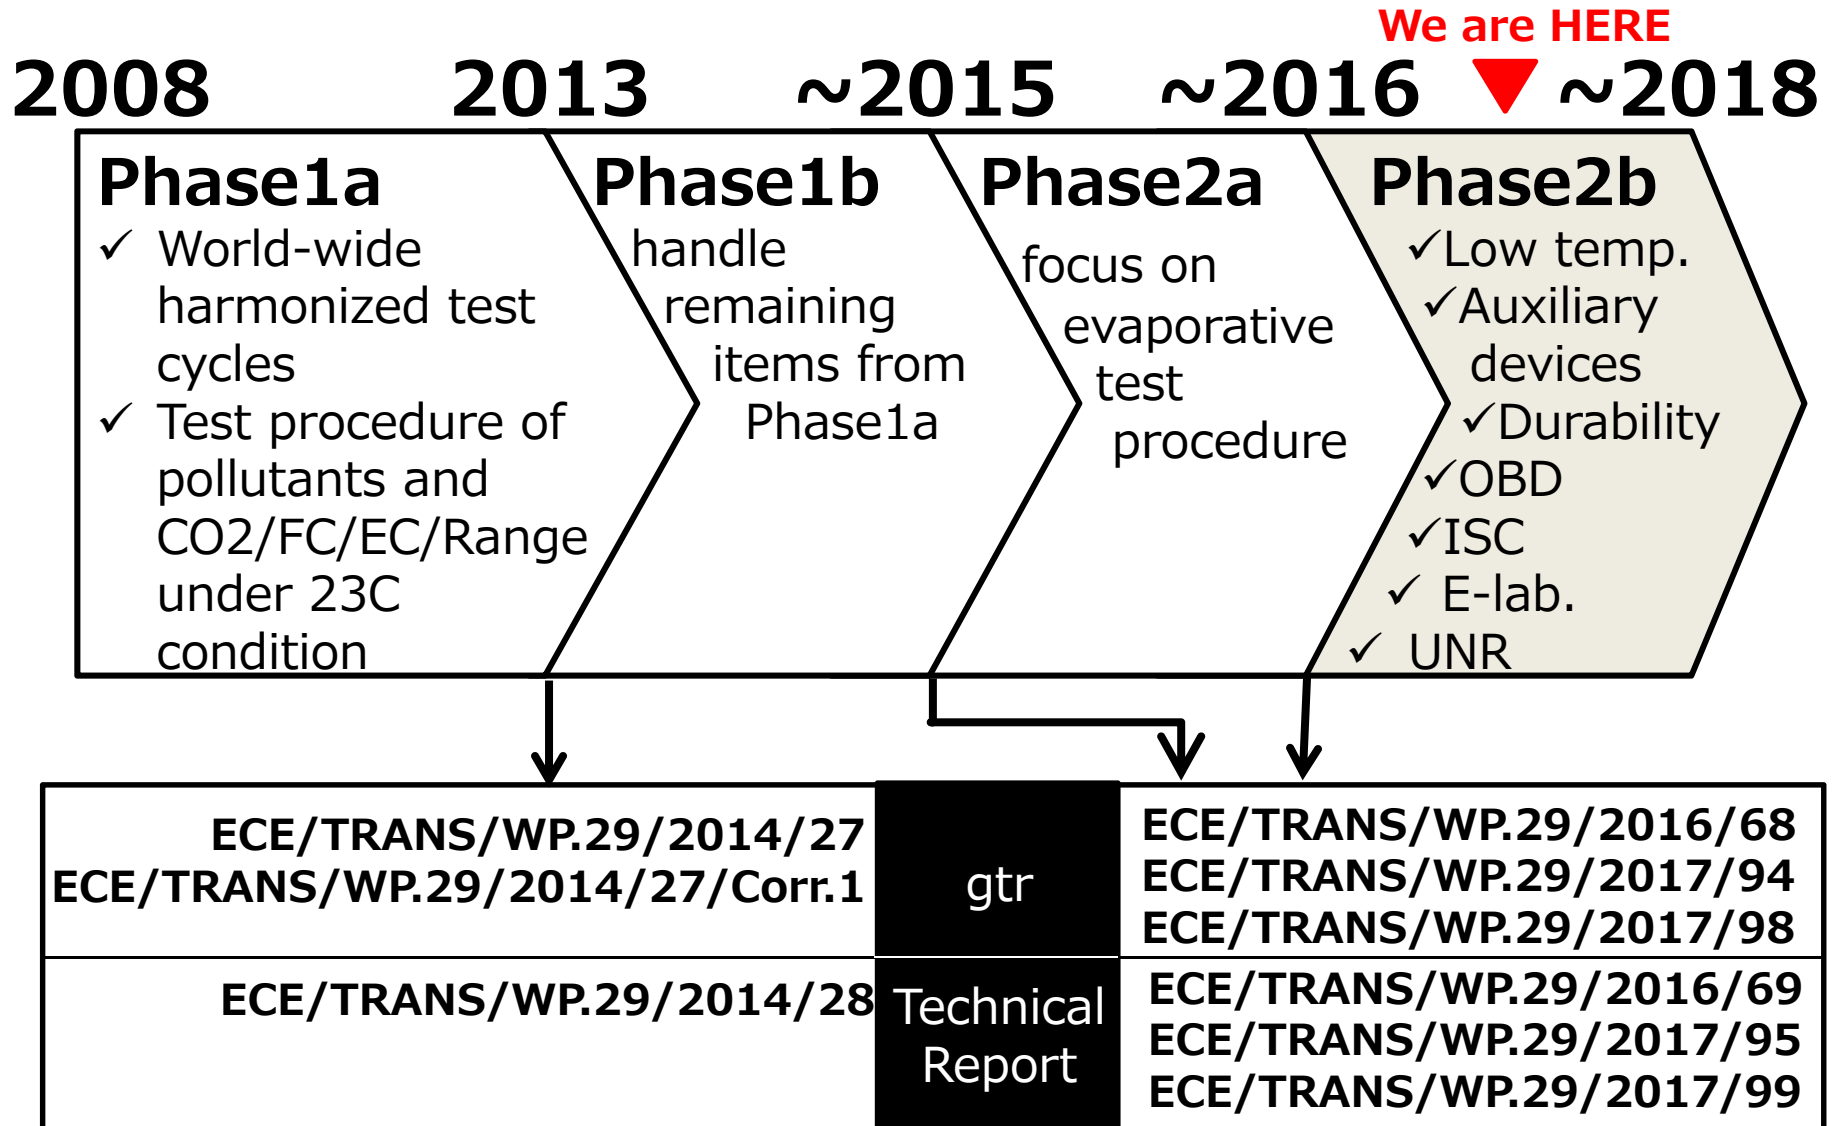 We are HERE
2008 2013 ~2015 ~2016 ~2018
Phase1a
✓ World-wide
harmonized test
cycles
✓ Test procedure of
pollutants and
CO2/FC/EC/Range
under 23C
condition
Phase1b
handle
remaining
items from
Phase1a
Phase2a
focus on
evaporative
test
procedure
Phase2b
✓Low temp.
✓Auxiliary
devices
✓Durability
✓OBD
✓ISC
✓ E-lab.
✓ UNR
ECE/TRANS/WP.29/2014/27
ECE/TRANS/WP.29/2014/27/Corr.1
gtr
ECE/TRANS/WP.29/2016/68
ECE/TRANS/WP.29/2017/94
ECE/TRANS/WP.29/2017/98
ECE/TRANS/WP.29/2014/28
Technical
Report
ECE/TRANS/WP.29/2016/69
ECE/TRANS/WP.29/2017/95
ECE/TRANS/WP.29/2017/99